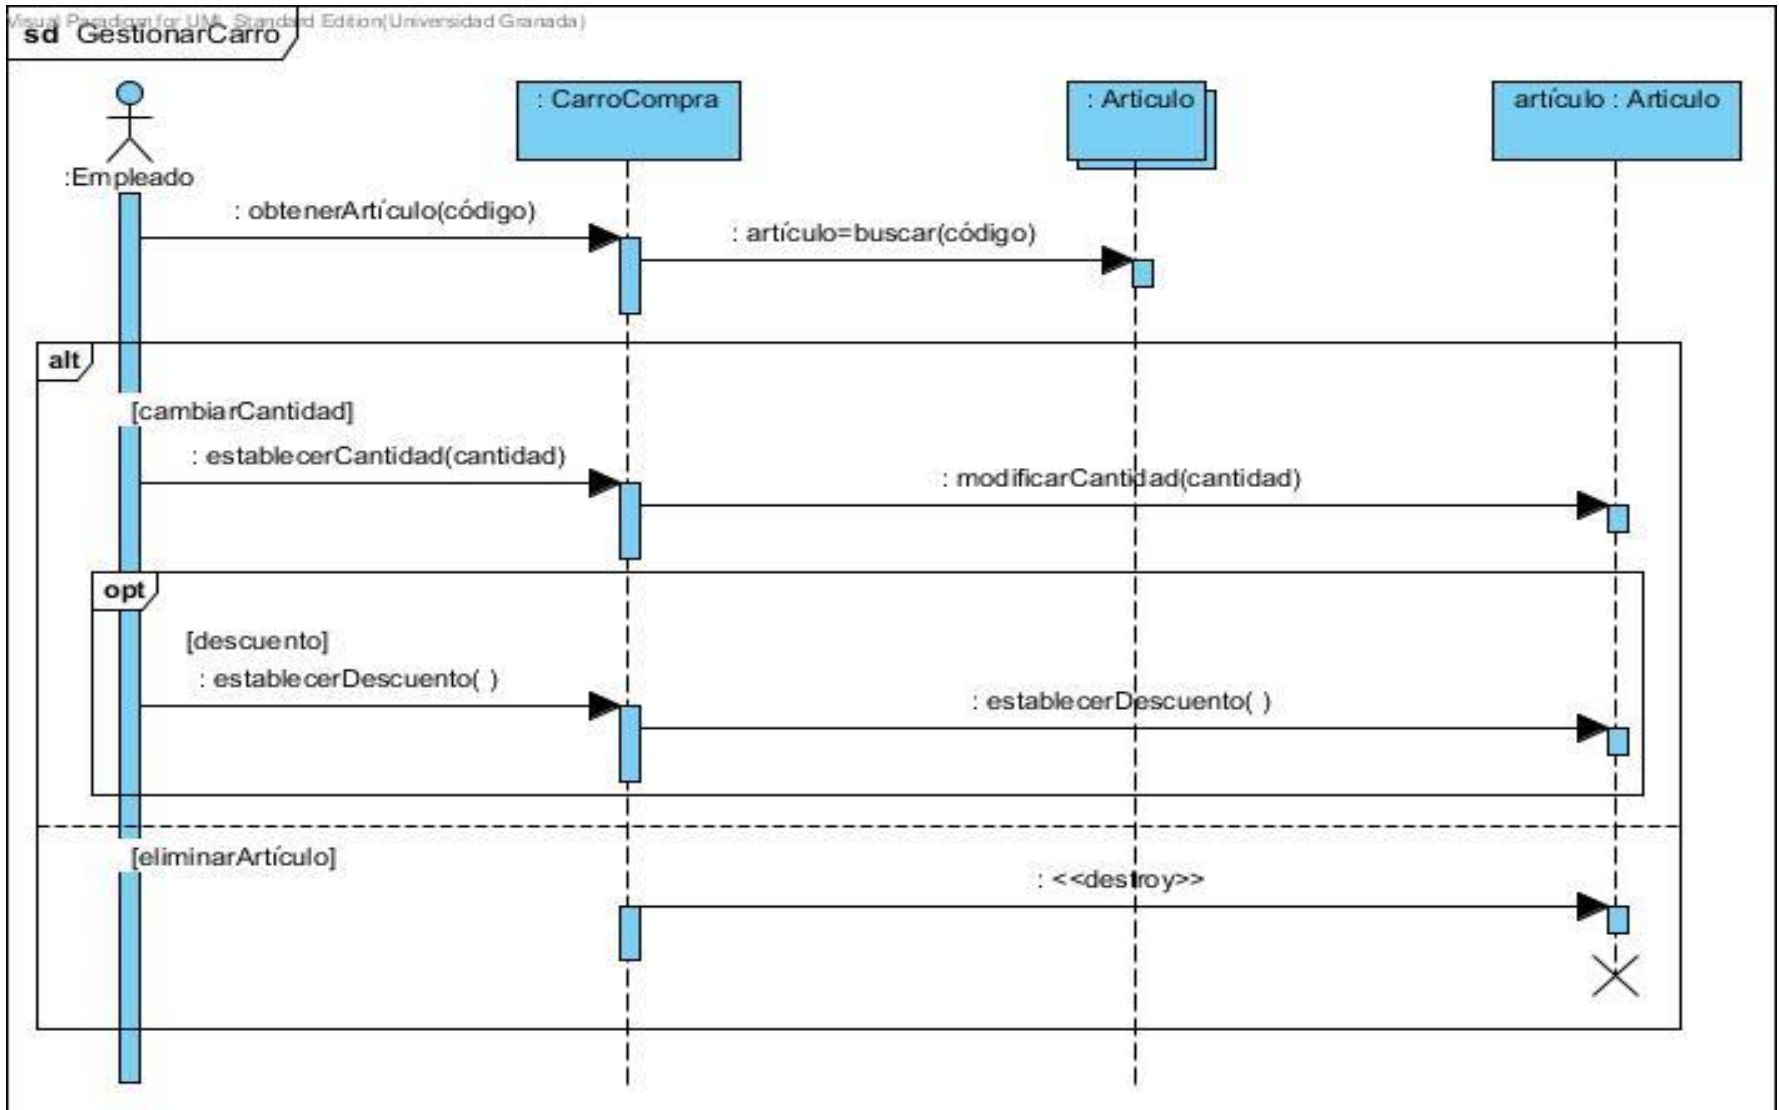 Visual Paradigm for UML Standard Edition(Universidad Granada)
sd GestionarCarro
:Empleado
: CarroCompra
: Articulo
artículo : Articulo
: obtenerArtículo(código)
: artículo=buscar(código)
alt
[cambiarCantidad]
: establecerCantidad(cantidad)
: modificarCantidad(cantidad)
opt
[descuento]
: establecerDescuento( )
: establecerDescuento( )
[eliminarArtículo]
: <<destroy>>